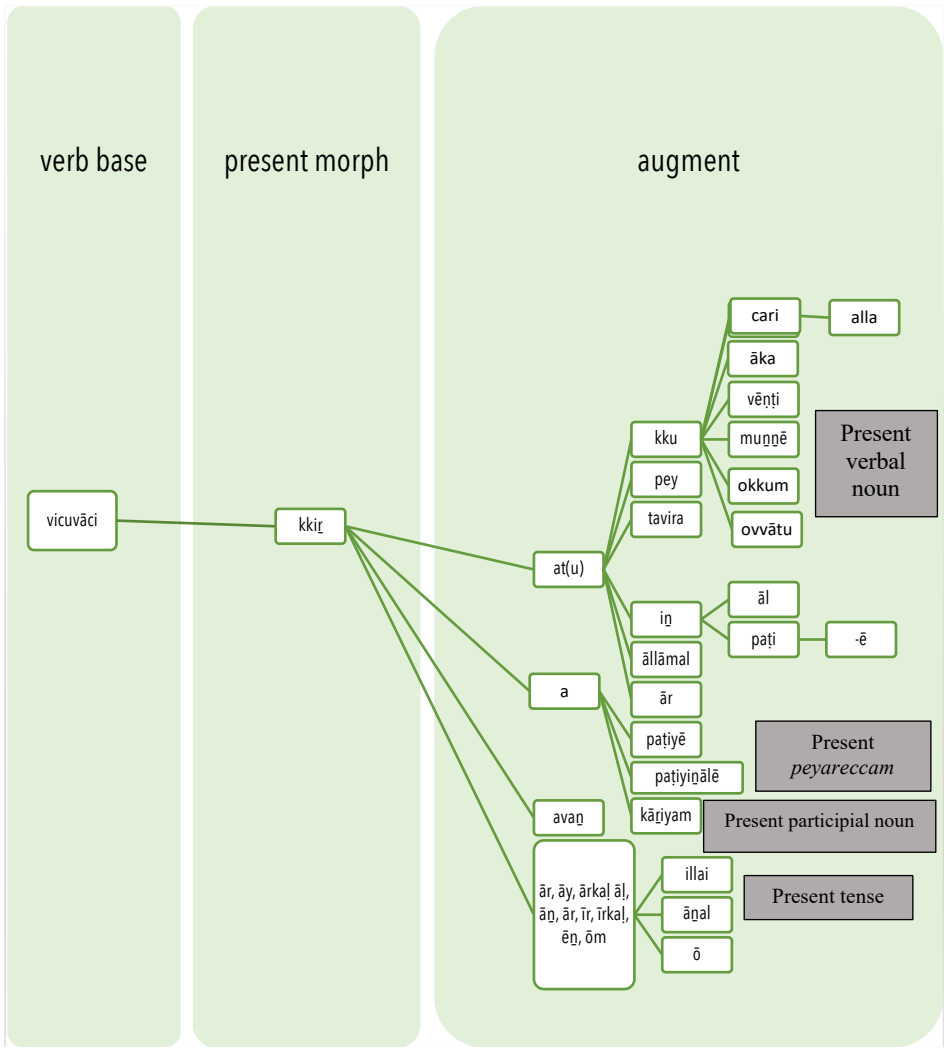 verb base
present morph
augment
cari
alla
āka
vēṇṭi
kku
muṉṉē
Present
verbal
noun
pey
okkum
vicuvāci
kkiṟ
tavira
ovvātu
at(u)
āl
iṉ
paṭi
-ē
āllāmal
a
ār
paṭiyē
Present
peyareccam
paṭiyiṉālē
avaṉ
kāṟiyam
Present participial noun
ār, āy, ārkaḷ āḷ,
āṉ, ār, īr, īrkaḷ,
ēṉ, ōm
illai
Present tense
āṉal
ō